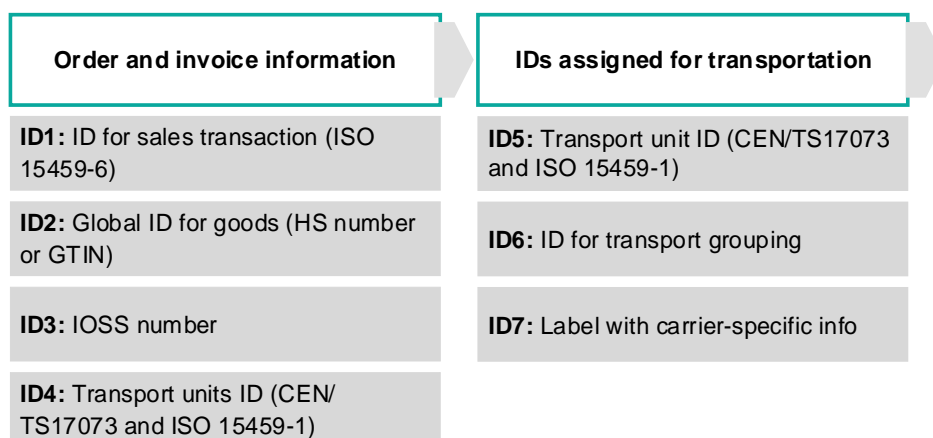 Order and invoice information
ID1: ID for sales transaction (ISO
15459-6)
ID2: Global ID for goods (HS number
or GTIN)
ID3: IOSS number
ID4: Transport units ID (CEN/
TS17073 and ISO 15459-1)
IDs assigned for transportation
ID5: Transport unit ID (CEN/TS17073
and ISO 15459-1)
ID6: ID for transport grouping
ID7: Label with carrier-specific info